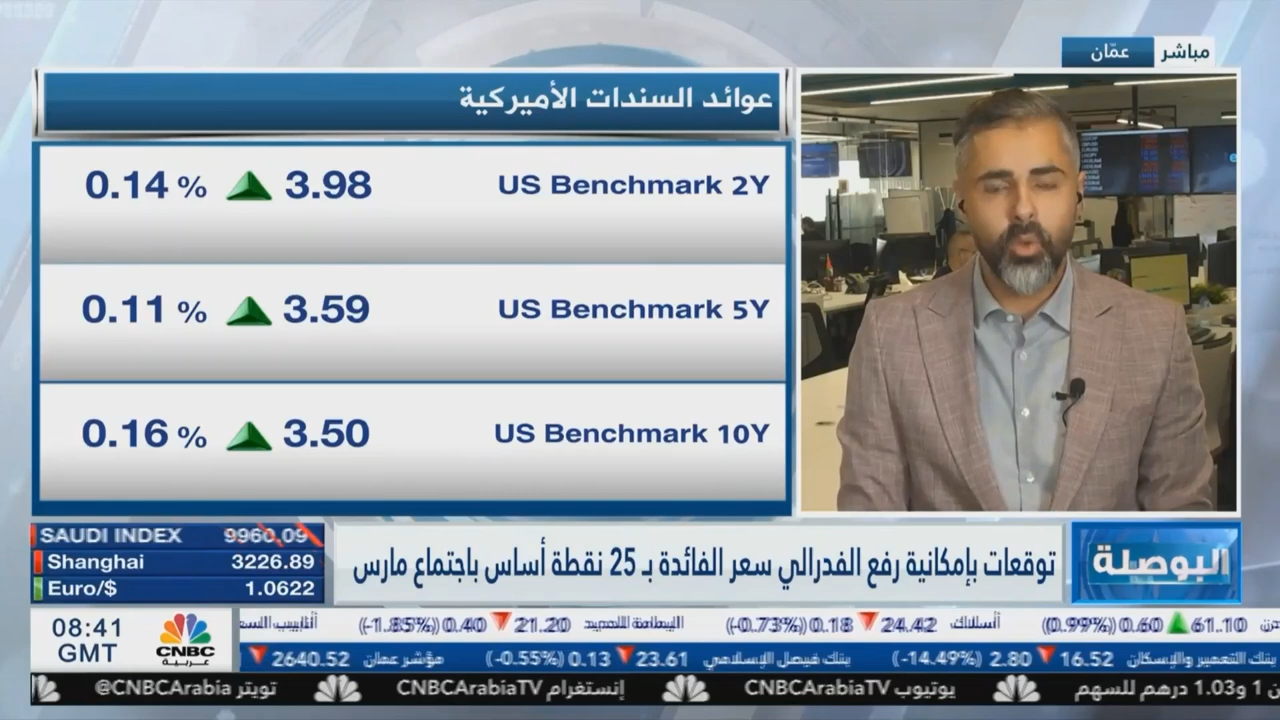 مباشر عمّان
عوائد السندات الأميركية
US Benchmark 2Y 3.98 0.14 %
US Benchmark 5Y 3.59 0.11 %
US Benchmark 10Y 3.50 0.16 %
البوصلة
توقعات بإمكانية رفع الفدرالي سعر الفائدة بـ 25 نقطة أساس باجتماع مارس
SAUDI INDEX 9960.09
Shanghai 3226.89
Euro/$ 1.0622
08:41
GMT
CNBC
عربية
61.10 0.60 (0.99%) أسلاك 24.42 0.18 (-0.73%) 21.20 0.40 (-1.85%)
بنك التعمير والإسكان 16.52 2.80 (-14.49%) بنك فيصل الإسلامي 23.61 0.13 (-0.55%) مؤشر عمان 2640.52
1 و1.03 درهم للسهم يوتيوب CNBCArabiaTV إنستغرام CNBCArabiaTV تويتر @CNBCArabia